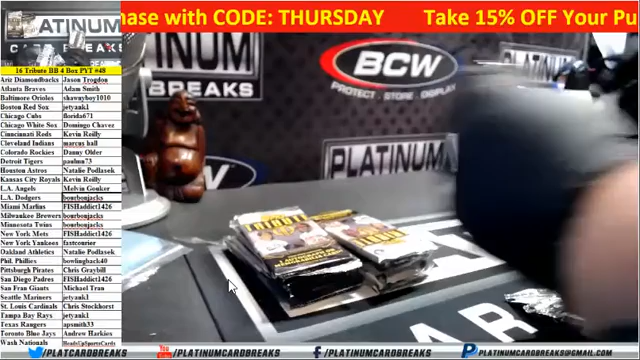 hase with CODE: THURSDAY Take 15% OFF Your Pu
PLATINUM
CARD BREAKS
16 Tribute BB 4 Box PYT #48
Ariz Diamondbacks Jason Trogdon
Atlanta Braves Adam Smith
Baltimore Orioles shawnyboy1010
Boston Red Sox jetyank1
Chicago Cubs florida671
Chicago White Sox Domingo Chavez
Cincinnati Reds Kevin Reilly
Cleveland Indians marcus hall
Colorado Rockies Danny Older
Detroit Tigers paulnn73
Houston Astros Natalie Podlasek
Kansas City Royals Kevin Reilly
L.A. Angels Melvin Gouker
L.A. Dodgers bourbonjacks
Miami Marlins FISHaddict1426
Milwaukee Brewers bourbonjacks
Minnesota Twins bourbonjacks
New York Mets FISHaddict1426
New York Yankees fastcourier
Oakland Athletics Natalie Podlasek
Phil. Phillies bowlingback40
Pittsburgh Pirates Chris Graybill
San Diego Padres FISHaddict1426
San Fran Giants Michael Tran
Seattle Mariners jetyank1
St. Louis Cardinals Chris Stockhorst
Tampa Bay Rays jetyank1
Texas Rangers apsmith33
Toronto Blue Jays Andrew Harkies
Wash Nationals BeadsUpSportsCards
INUM
BREAKS
BCW
PROTECT · STORE · DISPLAY
PLATINUM
TRIBUTE
AR
/PLATCARDBREAKS /PLATINUMCARDBREAKS /PLATINUMCARDBREAKS PLATINUMCARDBREAKS@GMAIL.COM